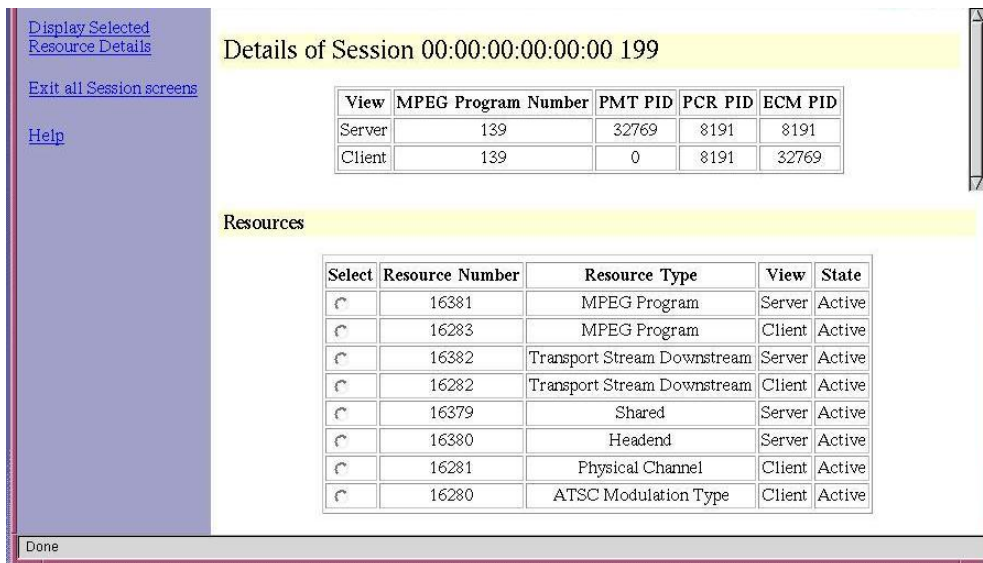 Display Selected
Resource Details
Exit all Session screens
Help
Details of Session 00:00:00:00:00:00 199
View MPEG Program Number PMT PID PCR PID ECM PID
Server 139 32769 8191 8191
Client 139 0 8191 32769
Resources
Select Resource Number Resource Type View State
16381 MPEG Program Server Active
16283 MPEG Program Client Active
16382 Transport Stream Downstream Server Active
16282 Transport Stream Downstream Client Active
16379 Shared Server Active
16380 Headend Server Active
16281 Physical Channel Client Active
16280 ATSC Modulation Type Client Active
Done